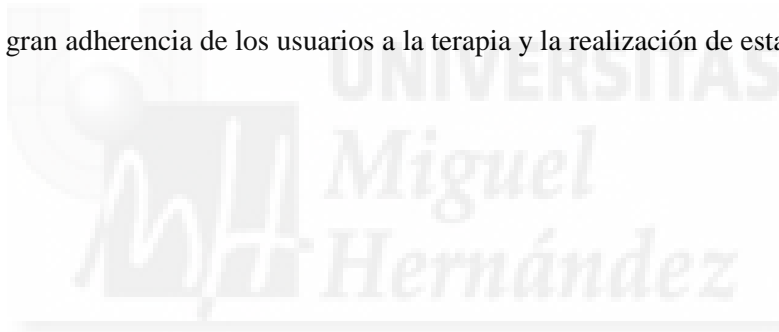 gran adherencia de los usuarios a la terapia y la realización de esta
UNIVERSITAS
Miguel
Hernández